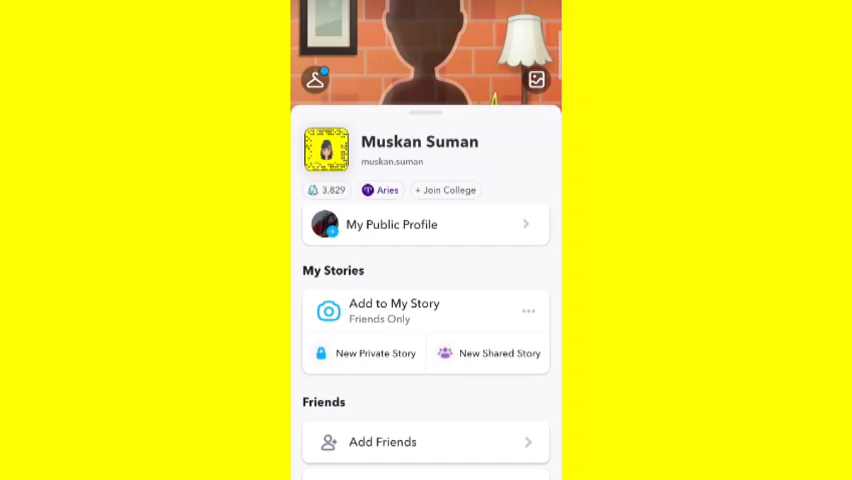 Muskan Suman
muskan.suman
3,829
Aries
+ Join College
My Public Profile
My Stories
Add to My Story
Friends Only
New Private Story
New Shared Story
Friends
Add Friends